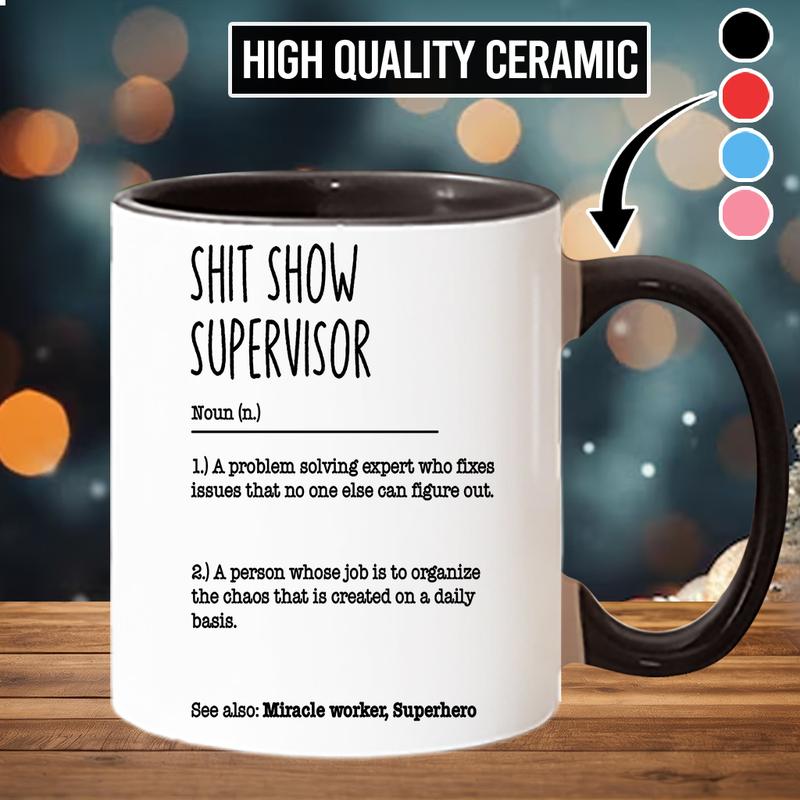 HIGH QUALITY CERAMIC
SHIT SHOW
SUPERVISOR
Noun (n.)
1.) A problem solving expert who fixes
issues that no one else can figure out.
2.) A person whose job is to organize
the chaos that is created on a daily
basis.
See also: Miracle worker, Superhero